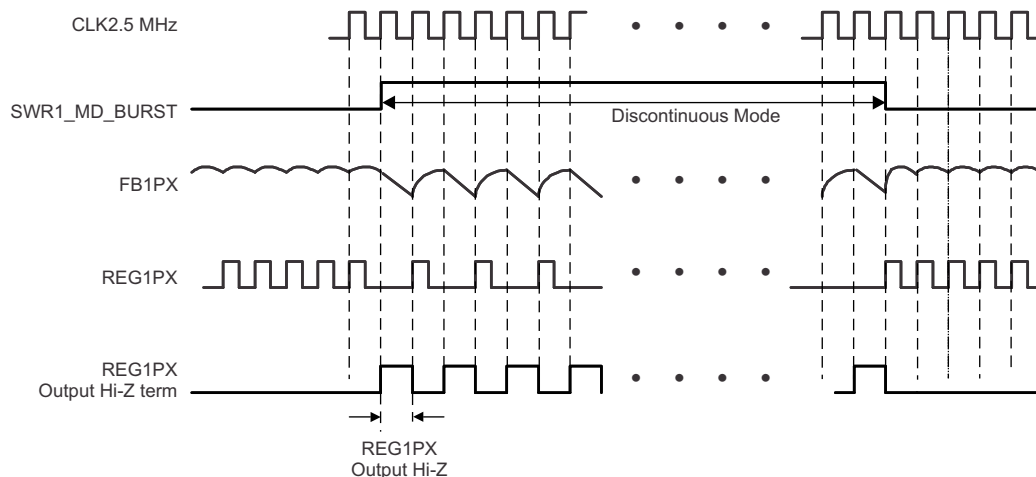 CLK2.5 MHz
SWR1_MD_BURST
Discontinuous Mode
FB1PX
REG1PX
REG1PX
Output Hi-Z term
REG1PX
Output Hi-Z